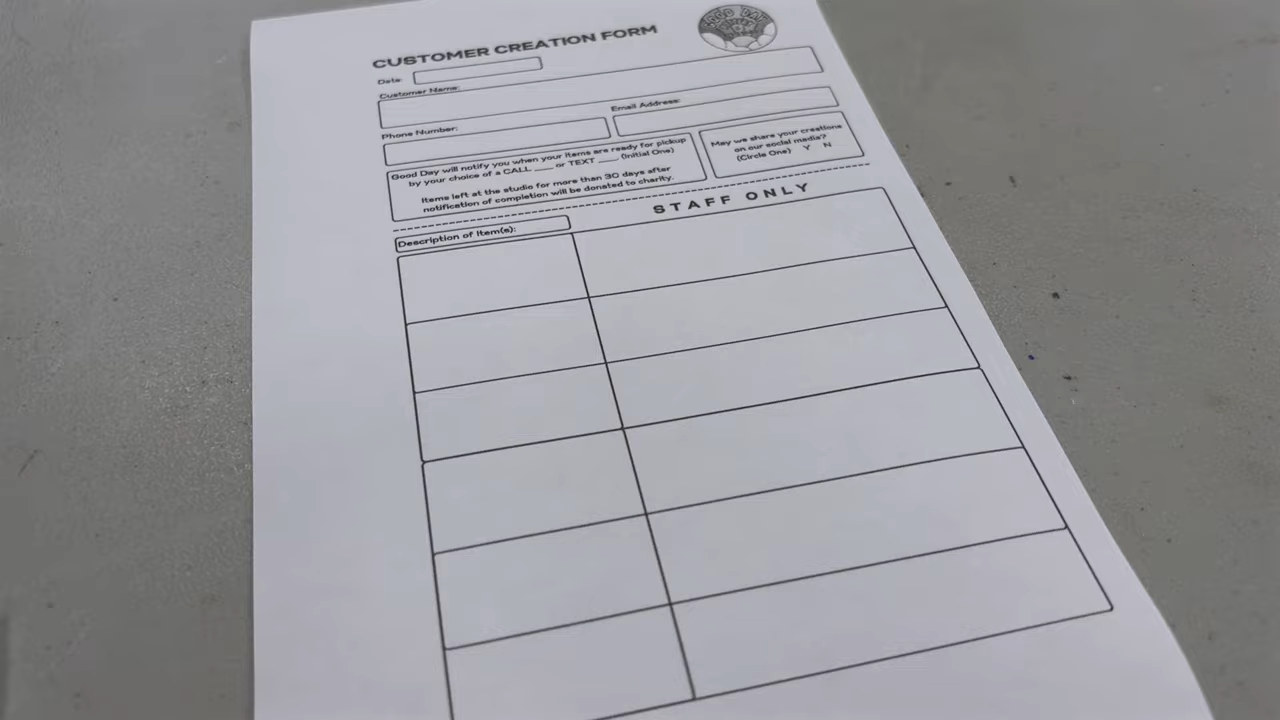 CUSTOMER CREATION FORM
Date:
Customer Name:
Phone Number:
Email Address:
Good Day will notify you when your items are ready for pickup
by your choice of a CALL ___ or TEXT ___ (Initial One)
Items left at the studio for more than 30 days after
notification of completion will be donated to charity.
May we share your creations
on our social media?
(Circle One) Y N
STAFF ONLY
Description of Item(s):